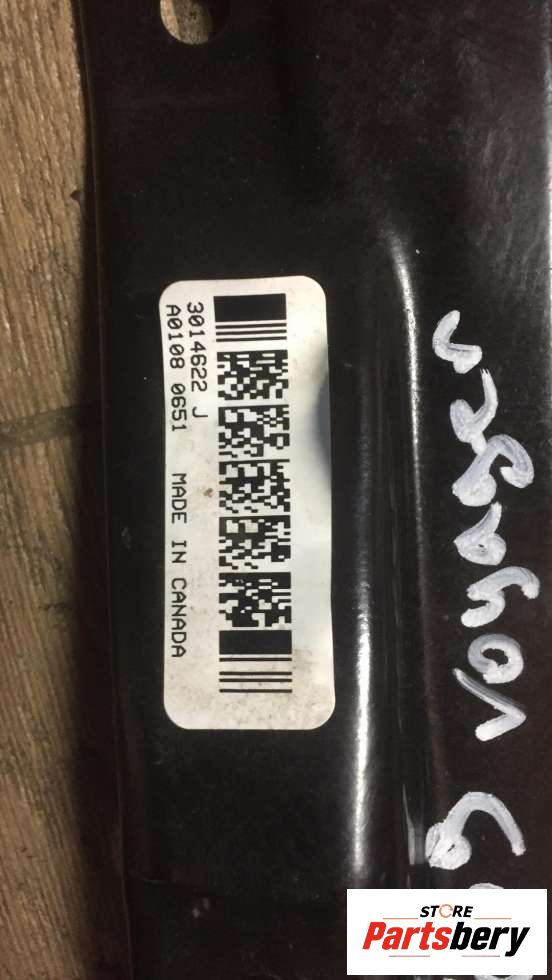 3014622 J
A0108 0651 MADE IN CANADA
STORE
Partsbery